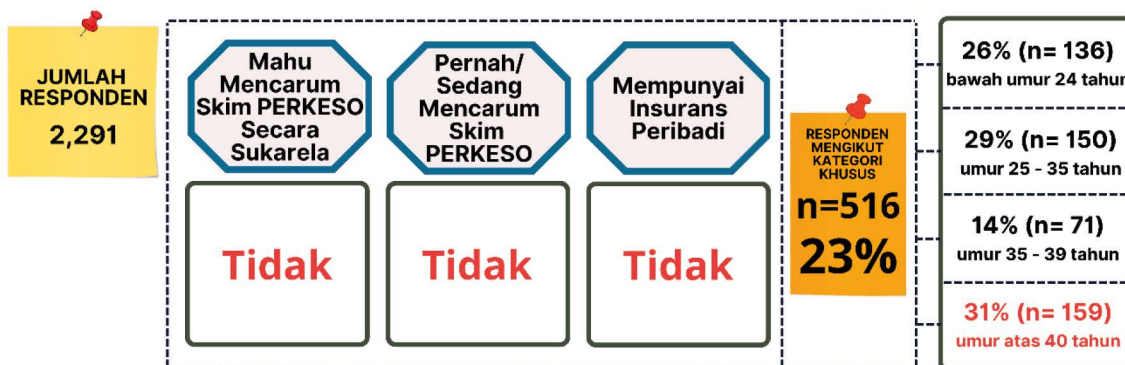 JUMLAH
RESPONDEN
2,291
Mahu
Mencarum
Skim PERKESO
Secara
Sukarela
Pernah/
Sedang
Mencarum
Skim
PERKESO
Mempunyai
Insurans
Peribadi
Tidak
Tidak
Tidak
RESPONDEN
MENGIKUT
KATEGORI
KHUSUS
n=516
23%
26% (n= 136)
bawah umur 24 tahun
29% (n= 150)
umur 25 - 35 tahun
14% (n= 71)
umur 35 - 39 tahun
31% (n= 159)
umur atas 40 tahun